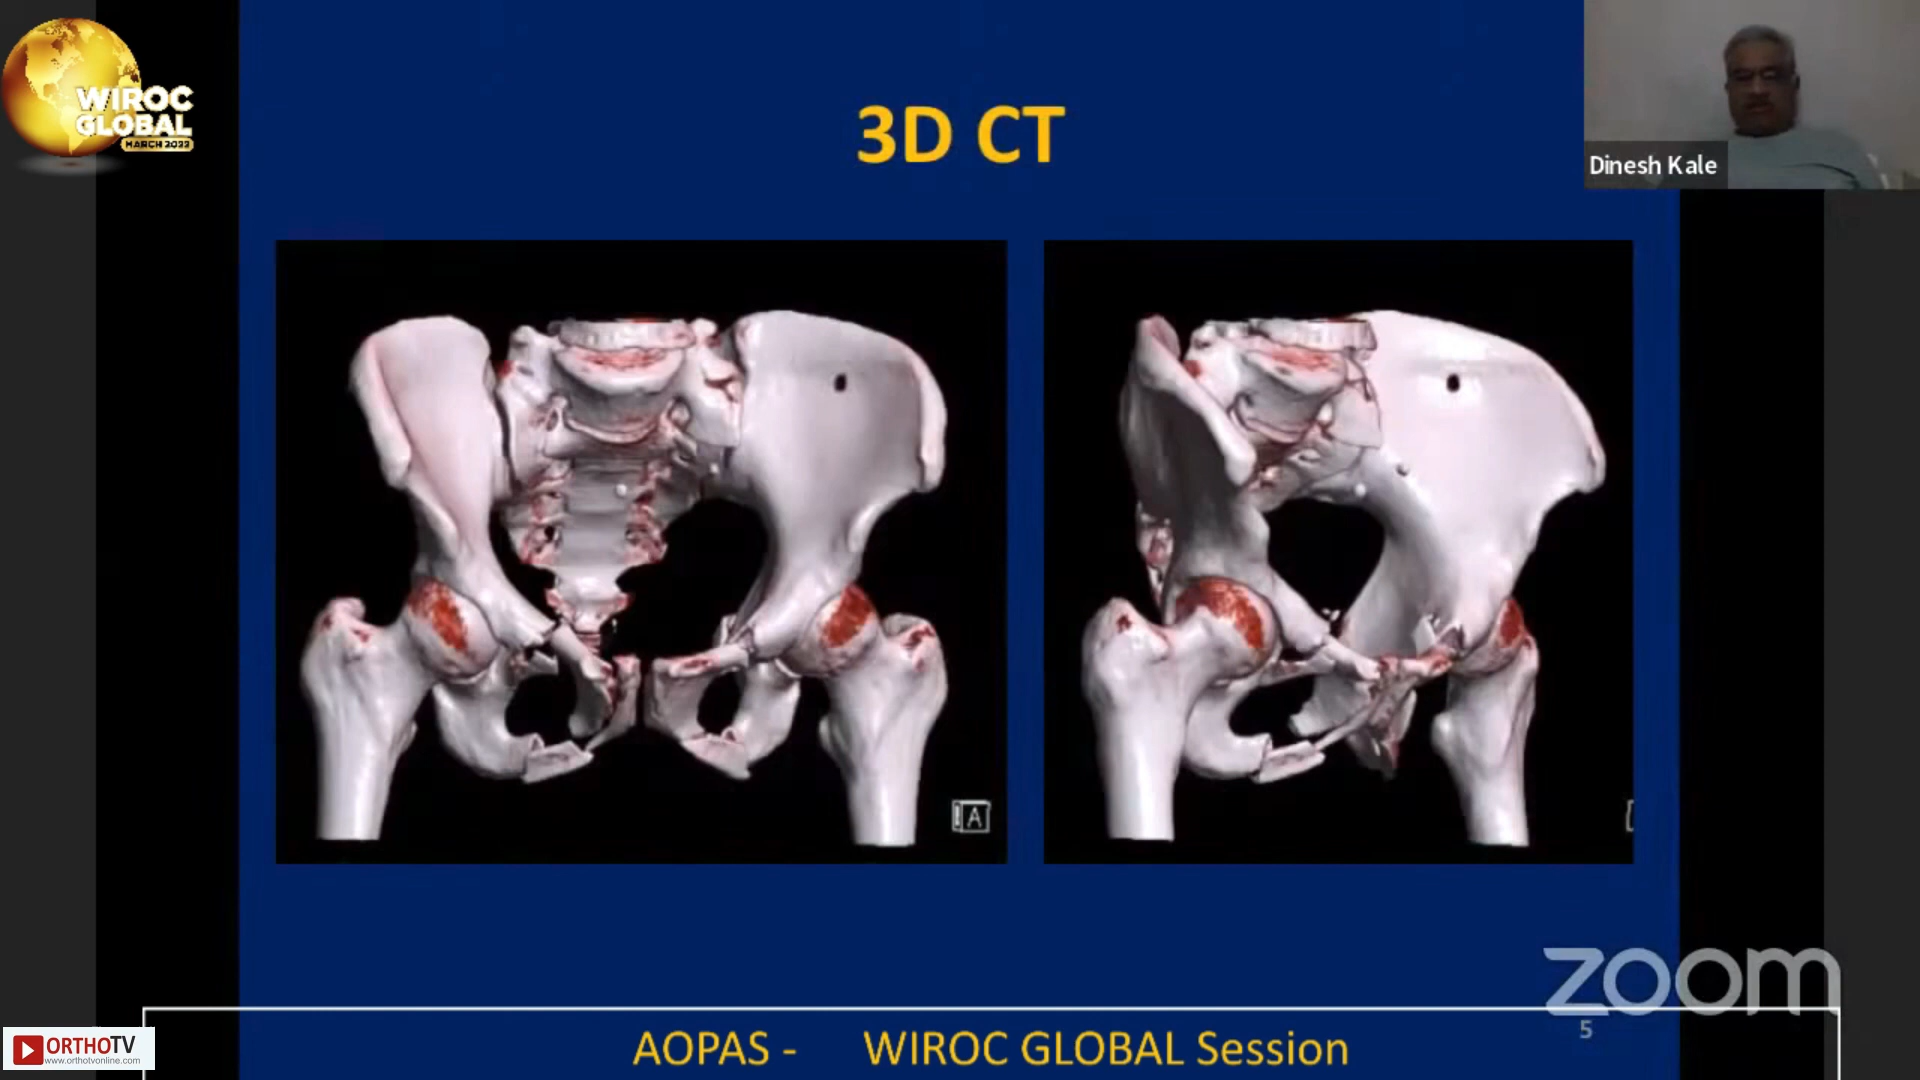 WIROC
GLOBAL
MARCH 2022
3D CT
Dinesh Kale
A
zoom
5
AOPAS - WIROC GLOBAL Session
ORTHOTV
www.orthotvonline.com